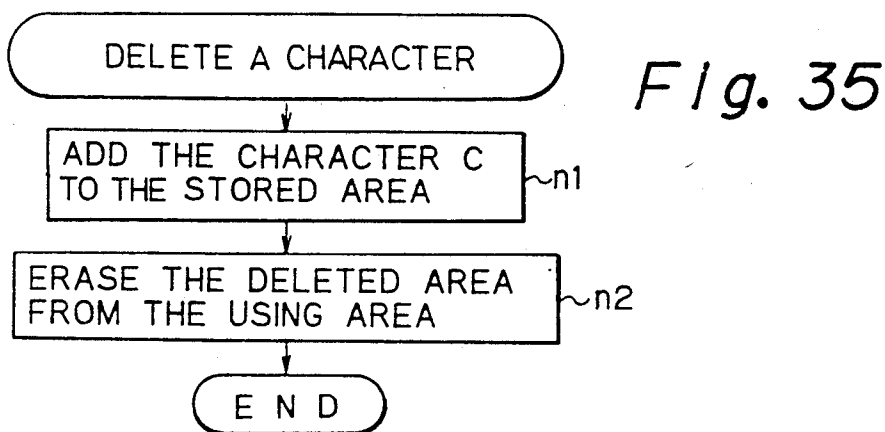 DELETE A CHARACTER
Fig. 35
ADD THE CHARACTER C
TO THE STORED AREA
n1
ERASE THE DELETED AREA
FROM THE USING AREA
n2
END